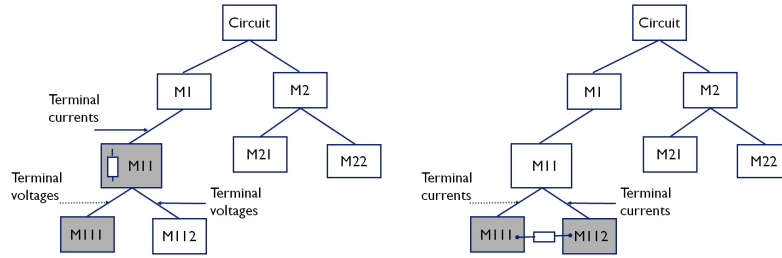 Circuit
M1
M2
Terminal
currents
M11
M21
M22
Terminal
voltages
Terminal
voltages
M111
M112
Circuit
M1
M2
M11
M21
M22
Terminal
currents
Terminal
currents
M111
M112